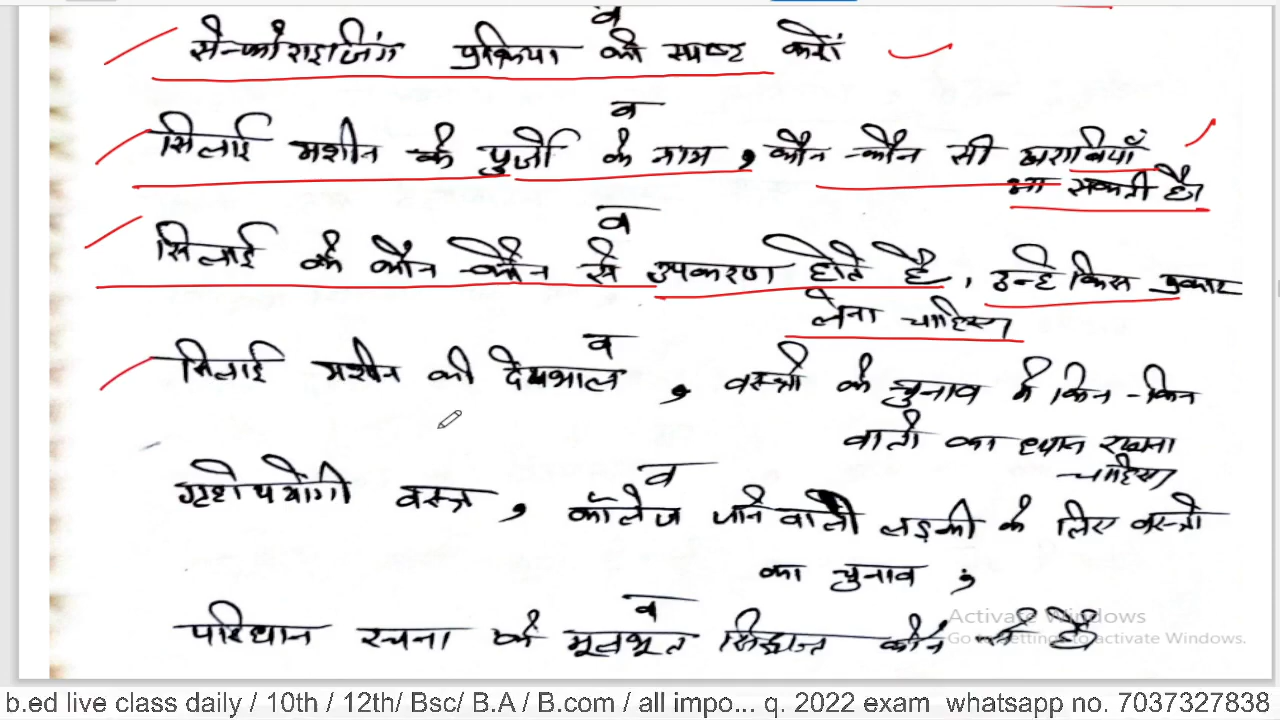 व
सेन्फोराइजिंग प्रक्रिया को स्पष्ट करों
व
सिलाई मशीन के पुर्जो के नाम , कौन-कौन सी खराबियाँ
आ सकती है।
व
सिलाई के कौन-कौन से उपकरण होते है , उन्हे किस प्रकार
लेना चाहिए
व
सिलाई मशीन की देखभाल , वस्त्रो के चुनाव मे किन-किन
बातो का ध्यान रखना
चाहिए
व
गृहोपयोगी वस्त्र , कॉलेज जाने वाली लड़की के लिए वस्त्रो
का चुनाव ,
व
परिधान रचना के मूलभूत सिद्धान्त कौन से है
Activate Windows
Go to Settings to activate Windows.
b.ed live class daily / 10th / 12th/ Bsc/ B.A / B.com / all impo... q. 2022 exam whatsapp no. 7037327838